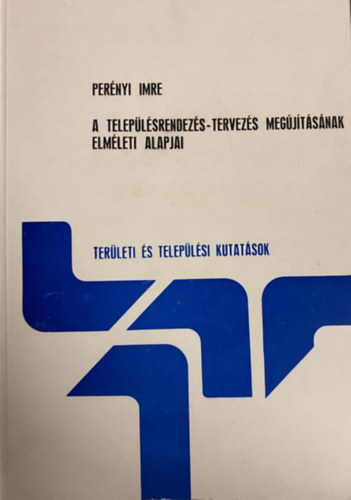 PERÉNYI IMRE
A TELEPÜLÉSRENDEZÉS-TERVEZÉS MEGÚJÍTÁSÁNAK
ELMÉLETI ALAPJAI
TERÜLETI ÉS TELEPÜLÉSI KUTATÁSOK